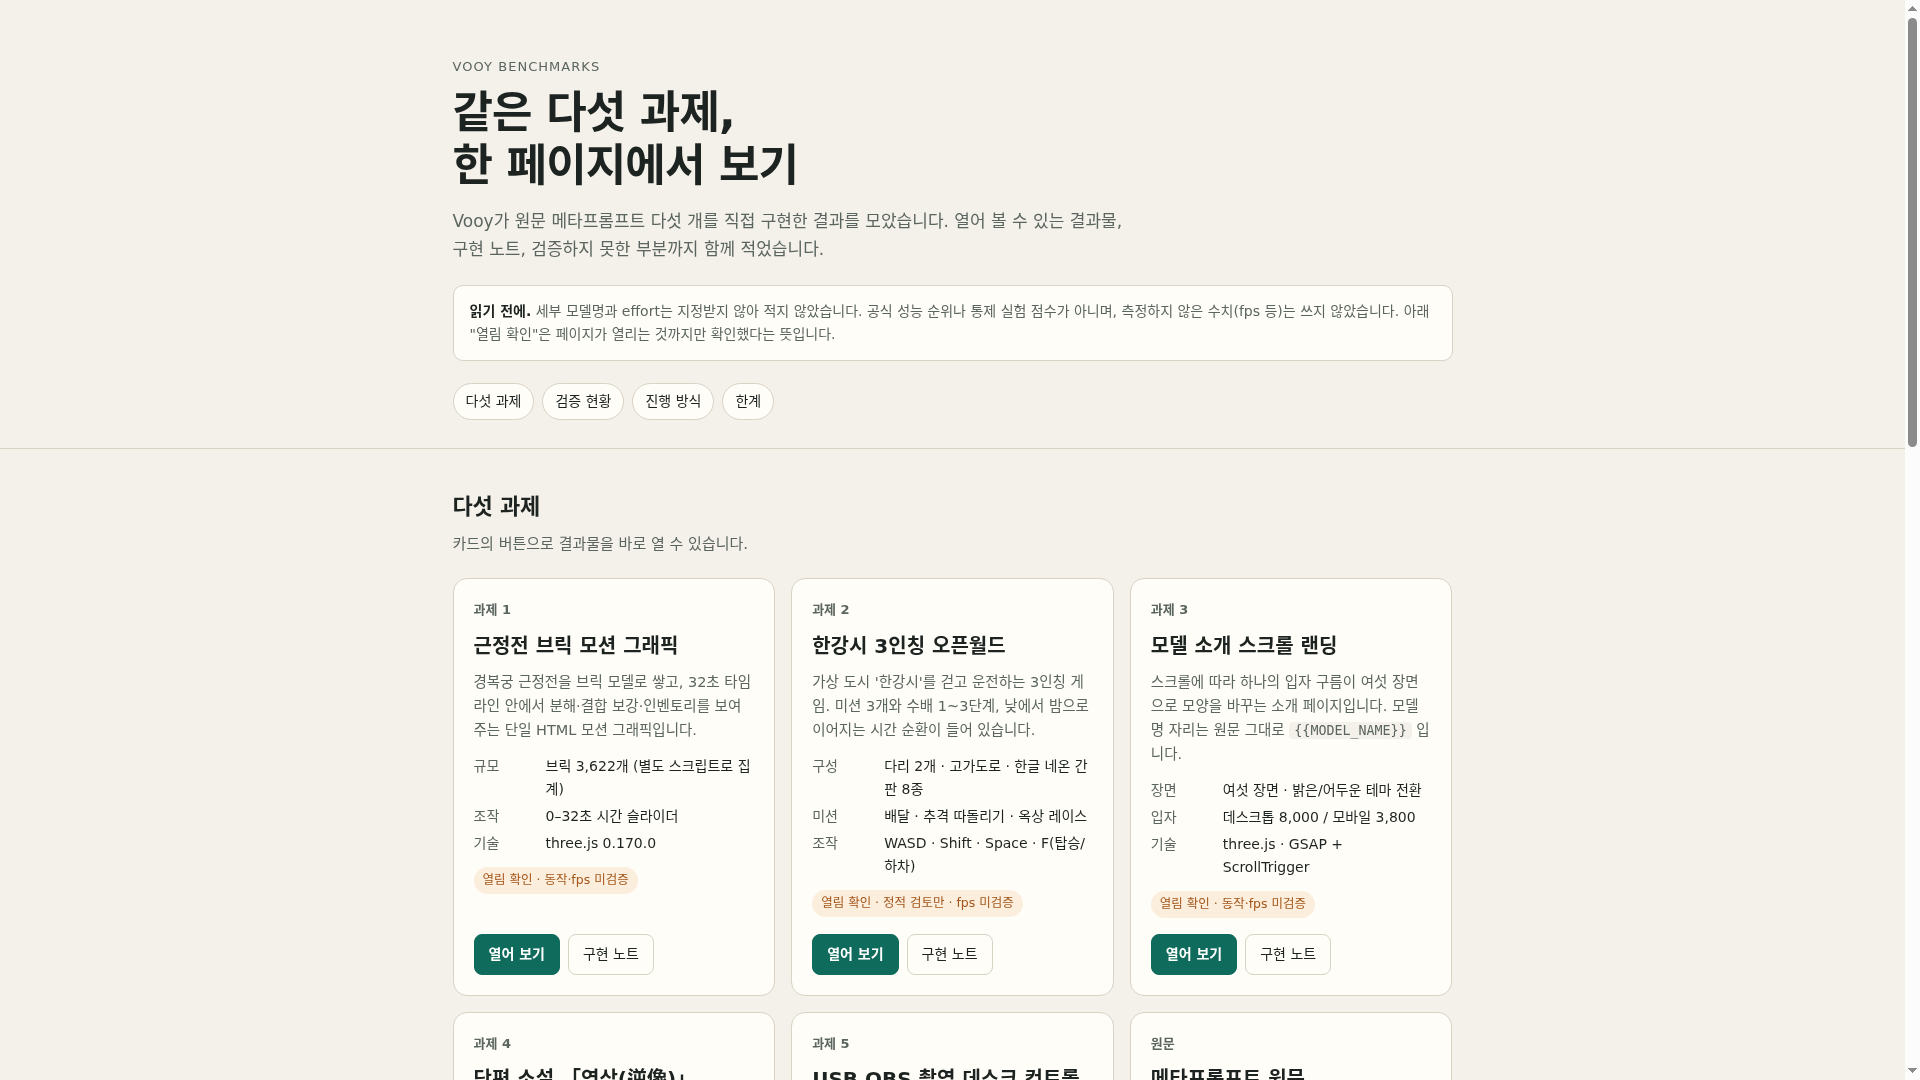 VOOY BENCHMARKS
같은 다섯 과제,
한 페이지에서 보기
Vooy가 원문 메타프롬프트 다섯 개를 직접 구현한 결과를 모았습니다. 열어 볼 수 있는 결과물,
구현 노트, 검증하지 못한 부분까지 함께 적었습니다.
읽기 전에. 세부 모델명과 effort는 지정받지 않아 적지 않았습니다. 공식 성능 순위나 통제 실험 점수가 아니며, 측정하지 않은 수치(fps 등)는 쓰지 않았습니다. 아래
"열림 확인"은 페이지가 열리는 것까지만 확인했다는 뜻입니다.
다섯 과제
검증 현황
진행 방식
한계
다섯 과제
카드의 버튼으로 결과물을 바로 열 수 있습니다.
과제 1
근정전 브릭 모션 그래픽
경복궁 근정전을 브릭 모델로 쌓고, 32초 타임
라인 안에서 분해·결합 보강·인벤토리를 보여
주는 단일 HTML 모션 그래픽입니다.
규모 브릭 3,622개 (별도 스크립트로 집
계)
조작 0–32초 시간 슬라이더
기술 three.js 0.170.0
열림 확인 · 동작·fps 미검증
열어 보기
구현 노트
과제 2
한강시 3인칭 오픈월드
가상 도시 '한강시'를 걷고 운전하는 3인칭 게
임. 미션 3개와 수배 1~3단계, 낮에서 밤으로
이어지는 시간 순환이 들어 있습니다.
구성 다리 2개 · 고가도로 · 한글 네온 간
판 8종
미션 배달 · 추격 따돌리기 · 옥상 레이스
조작 WASD · Shift · Space · F(탑승/
하차)
열림 확인 · 정적 검토만 · fps 미검증
열어 보기
구현 노트
과제 3
모델 소개 스크롤 랜딩
스크롤에 따라 하나의 입자 구름이 여섯 장면
으로 모양을 바꾸는 소개 페이지입니다. 모델
명 자리는 원문 그대로 {{MODEL_NAME}} 입
니다.
장면 여섯 장면 · 밝은/어두운 테마 전환
입자 데스크톱 8,000 / 모바일 3,800
기술 three.js · GSAP +
ScrollTrigger
열림 확인 · 동작·fps 미검증
열어 보기
구현 노트
과제 4
단편 소설 「역상(逆像)」
과제 5
USB OBS 촬영 데스크 컨트롤
원문
메타프롬프트 원문